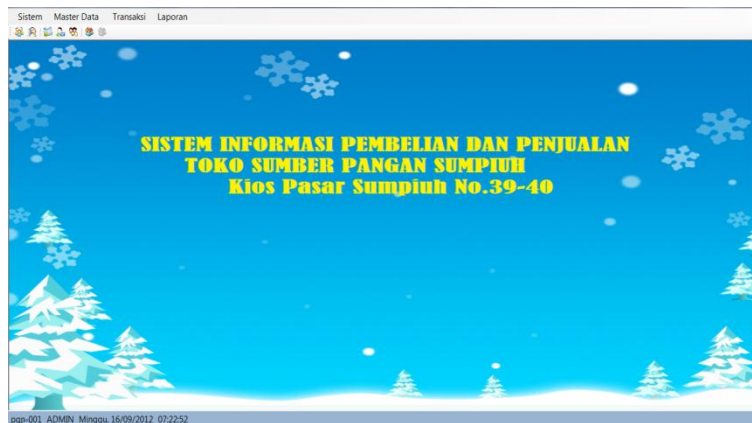 Sistem Master Data Transaksi Laporan
SISTEM INFORMASI PEMBELIAN DAN PENJUALAN
TOKO SUMBER PANGAN SUMPIUH
Kios Pasar Sumpiuh No.39-40
pgn-001 ADMIN Minggu, 16/09/2012 07:22:52